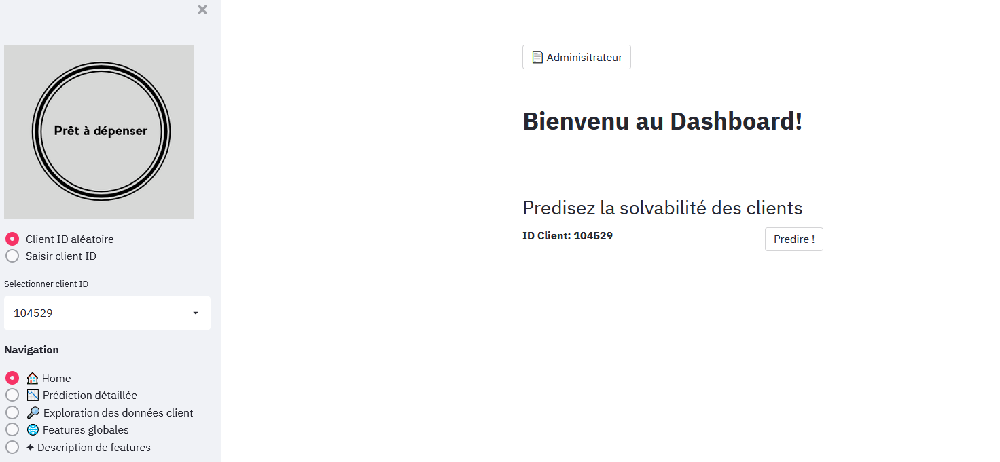 Prêt à dépenser
Client ID aléatoire
Saisir client ID
Selectionner client ID
104529
Navigation
Home
Prédiction détaillée
Exploration des données client
Features globales
Description de features
Adminisitrateur
Bienvenu au Dashboard!
Predisez la solvabilité des clients
ID Client: 104529
Predire !